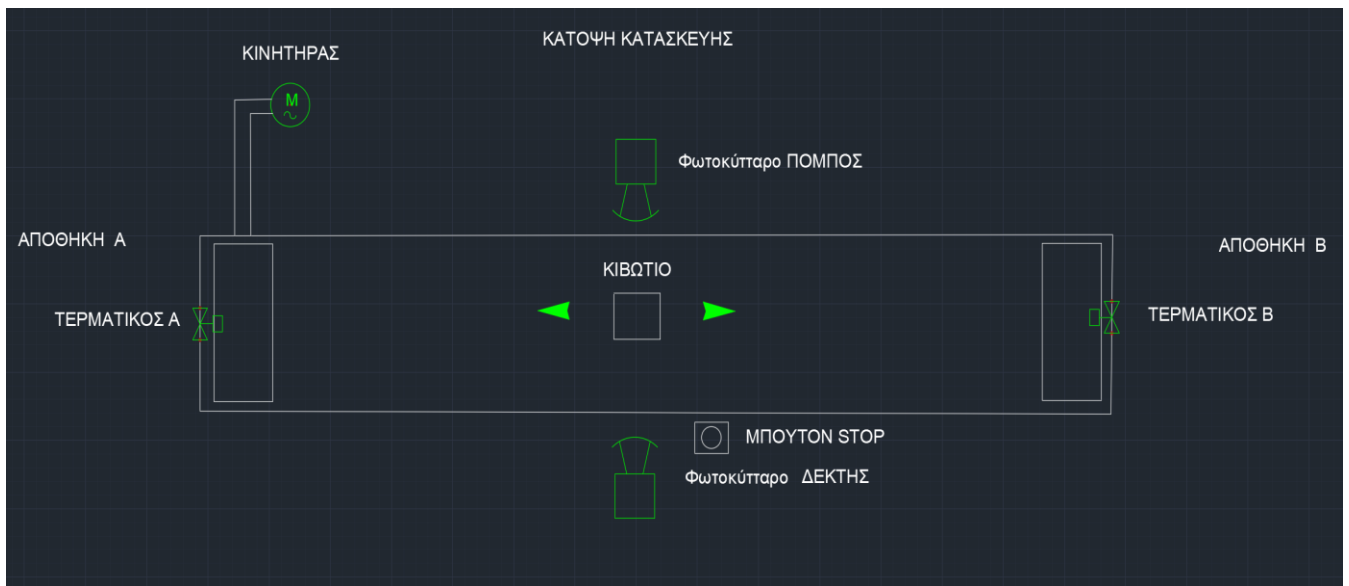 ΚΑΤΟΨΗ ΚΑΤΑΣΚΕΥΗΣ
ΚΙΝΗΤΗΡΑΣ
M
Φωτοκύτταρο ΠΟΜΠΟΣ
ΑΠΟΘΗΚΗ Α
ΑΠΟΘΗΚΗ Β
ΚΙΒΩΤΙΟ
ΤΕΡΜΑΤΙΚΟΣ Α
ΤΕΡΜΑΤΙΚΟΣ Β
ΜΠΟΥΤΟΝ STOP
Φωτοκύτταρο ΔΕΚΤΗΣ